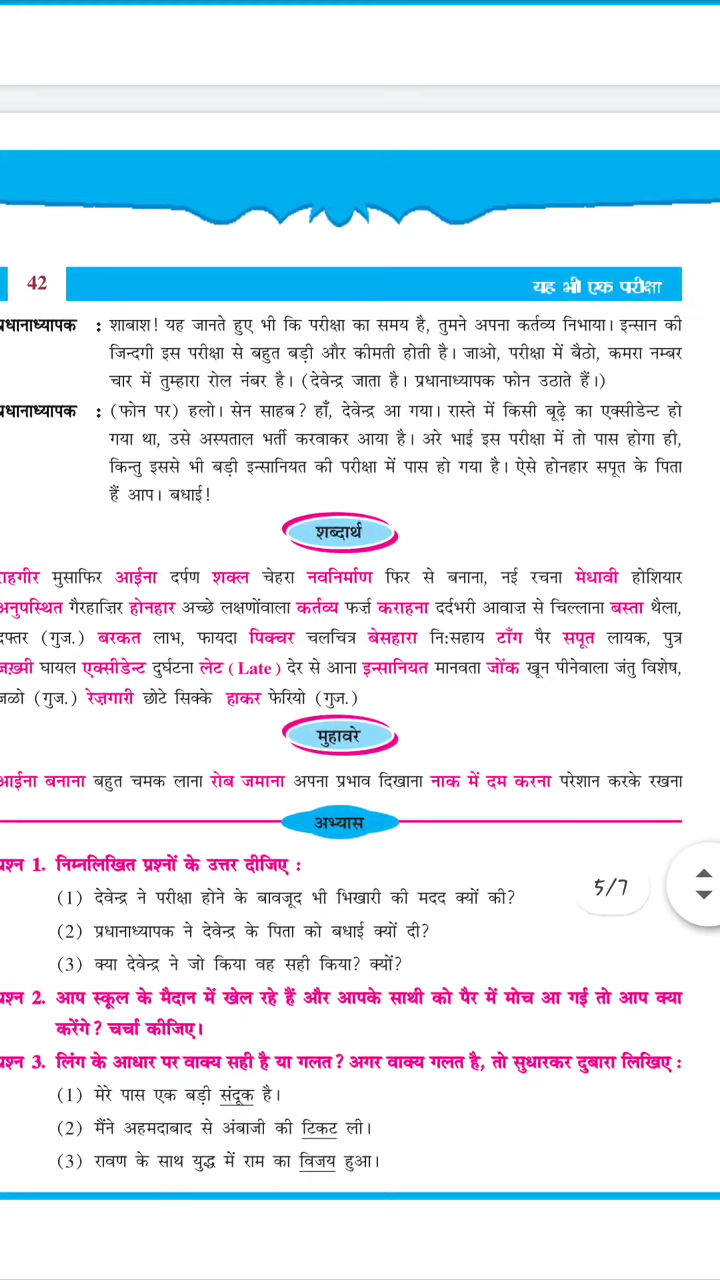 42 यह भी एक परीक्षा
प्रधानाध्यापक : शाबाश! यह जानते हुए भी कि परीक्षा का समय है, तुमने अपना कर्तव्य निभाया। इन्सान की
जिन्दगी इस परीक्षा से बहुत बड़ी और कीमती होती है। जाओ, परीक्षा में बैठो, कमरा नम्बर
चार में तुम्हारा रोल नंबर है। (देवेन्द्र जाता है। प्रधानाध्यापक फोन उठाते हैं।)
प्रधानाध्यापक : (फोन पर) हलो। सेन साहब? हाँ, देवेन्द्र आ गया। रास्ते में किसी बूढ़े का एक्सीडेन्ट हो
गया था, उसे अस्पताल भर्ती करवाकर आया है। अरे भाई इस परीक्षा में तो पास होगा ही,
किन्तु इससे भी बड़ी इन्सानियत की परीक्षा में पास हो गया है। ऐसे होनहार सपूत के पिता
हैं आप। बधाई!
शब्दार्थ
राहगीर मुसाफिर आईना दर्पण शक्ल चेहरा नवनिर्माण फिर से बनाना, नई रचना मेधावी होशियार
अनुपस्थित गैरहाज़िर होनहार अच्छे लक्षणोंवाला कर्तव्य फर्ज़ कराहना दर्दभरी आवाज़ से चिल्लाना बस्ता थैला,
दफ्तर (गुज.) बरकत लाभ, फायदा पिक्चर चलचित्र बेसहारा नि:सहाय टाँग पैर सपूत लायक, पुत्र
जख़्मी घायल एक्सीडेन्ट दुर्घटना लेट (Late) देर से आना इन्सानियत मानवता जोंक खून पीनेवाला जंतु विशेष,
जळो (गुज.) रेज़गारी छोटे सिक्के हाकर फेरियो (गुज.)
मुहावरे
आईना बनाना बहुत चमक लाना रोब जमाना अपना प्रभाव दिखाना नाक में दम करना परेशान करके रखना
अभ्यास
प्रश्न 1. निम्नलिखित प्रश्नों के उत्तर दीजिए :
(1) देवेन्द्र ने परीक्षा होने के बावजूद भी भिखारी की मदद क्यों की?
5/7
(2) प्रधानाध्यापक ने देवेन्द्र के पिता को बधाई क्यों दी?
(3) क्या देवेन्द्र ने जो किया वह सही किया? क्यों?
प्रश्न 2. आप स्कूल के मैदान में खेल रहे हैं और आपके साथी को पैर में मोच आ गई तो आप क्या
करेंगे? चर्चा कीजिए।
प्रश्न 3. लिंग के आधार पर वाक्य सही है या गलत? अगर वाक्य गलत है, तो सुधारकर दुबारा लिखिए :
(1) मेरे पास एक बड़ी संदूक है।
(2) मैंने अहमदाबाद से अंबाजी की टिकट ली।
(3) रावण के साथ युद्ध में राम का विजय हुआ।